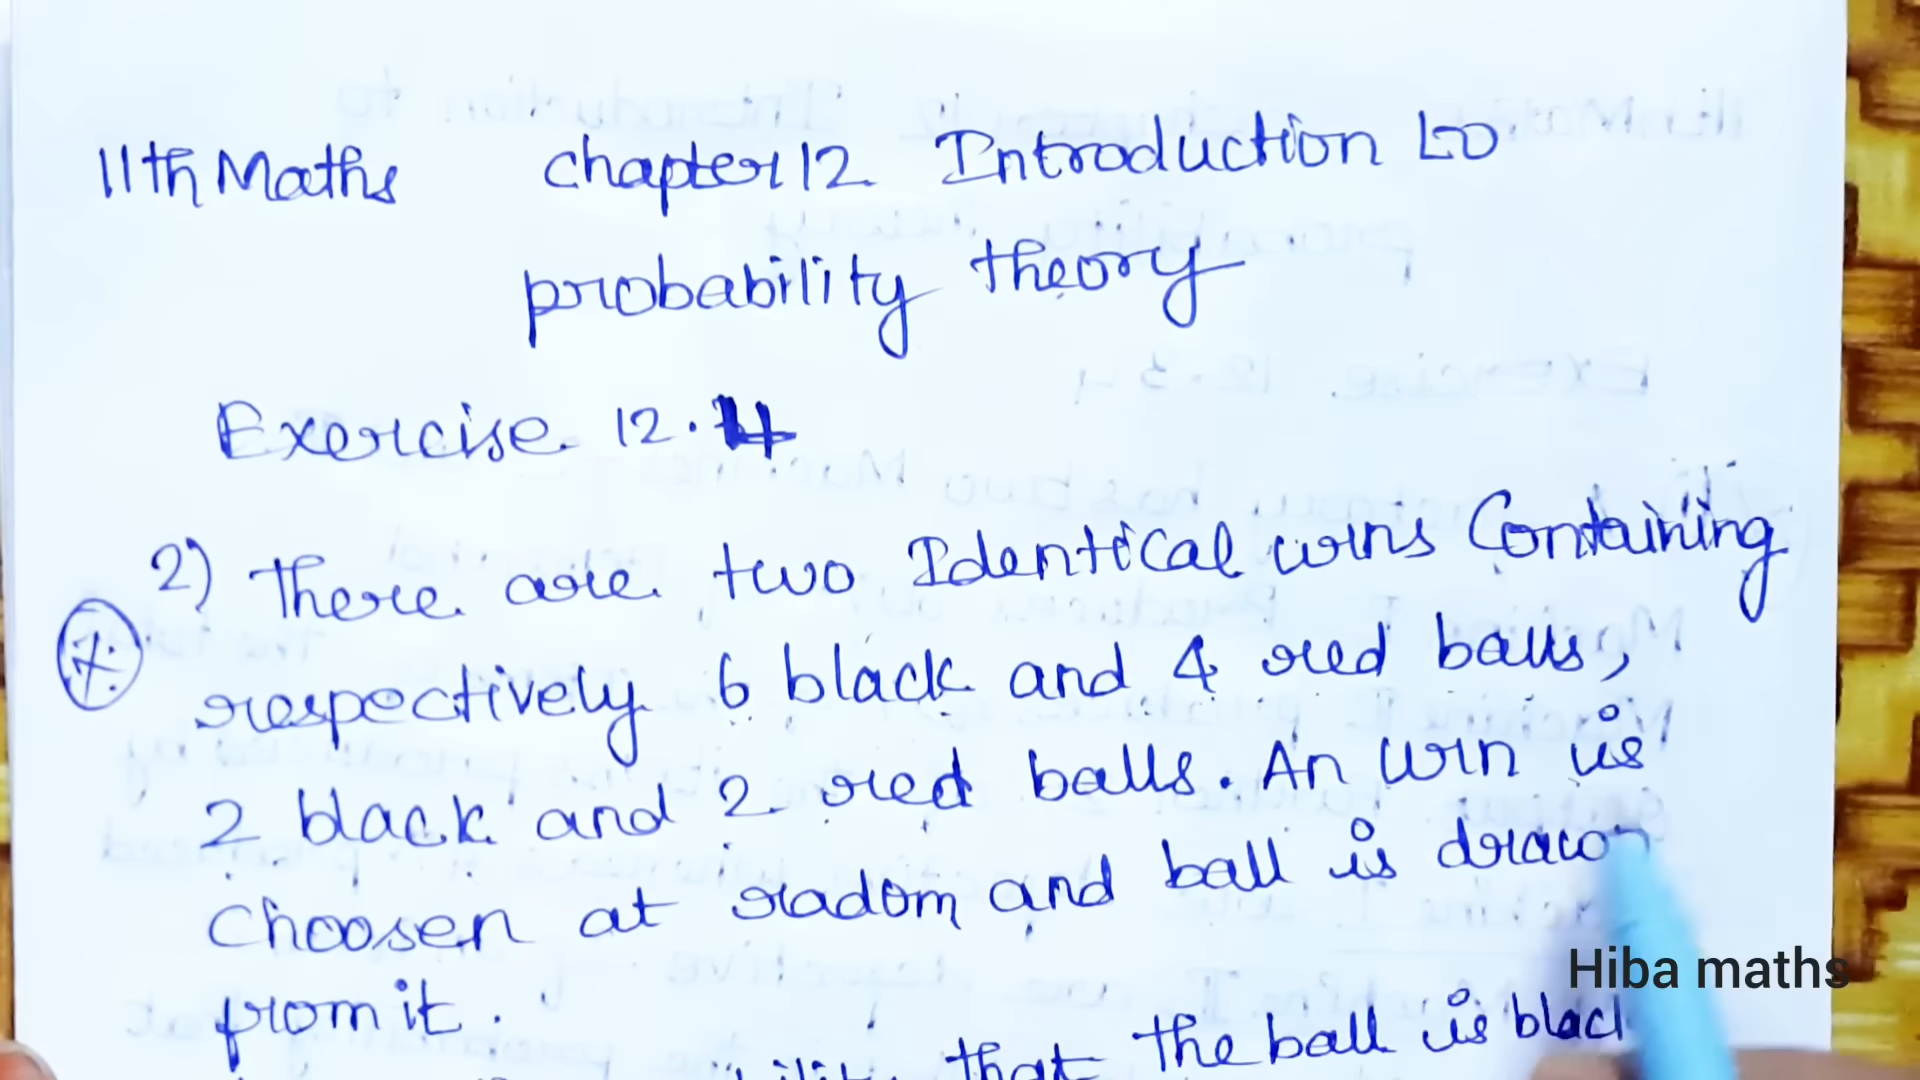 11th Maths chapter 12 Introduction to
probability theory
Exercise 12.4
2) There are two Identical urns Containing
respectively 6 black and 4 red balls,
2 black and 2 red balls. An urn is
choosen at radom and ball is drawn
from it.
that the ball is black
Hiba maths